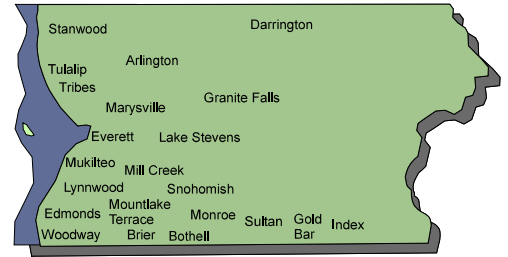 Darrington
Stanwood
Arlington
Tulalip
Tribes
Granite Falls
Marysville
Everett
Lake Stevens
Mukilteo
Mill Creek
Lynnwood
Snohomish
Mountlake
Terrace
Edmonds
Monroe
Sultan
Gold
Bar
Index
Woodway
Brier
Bothell